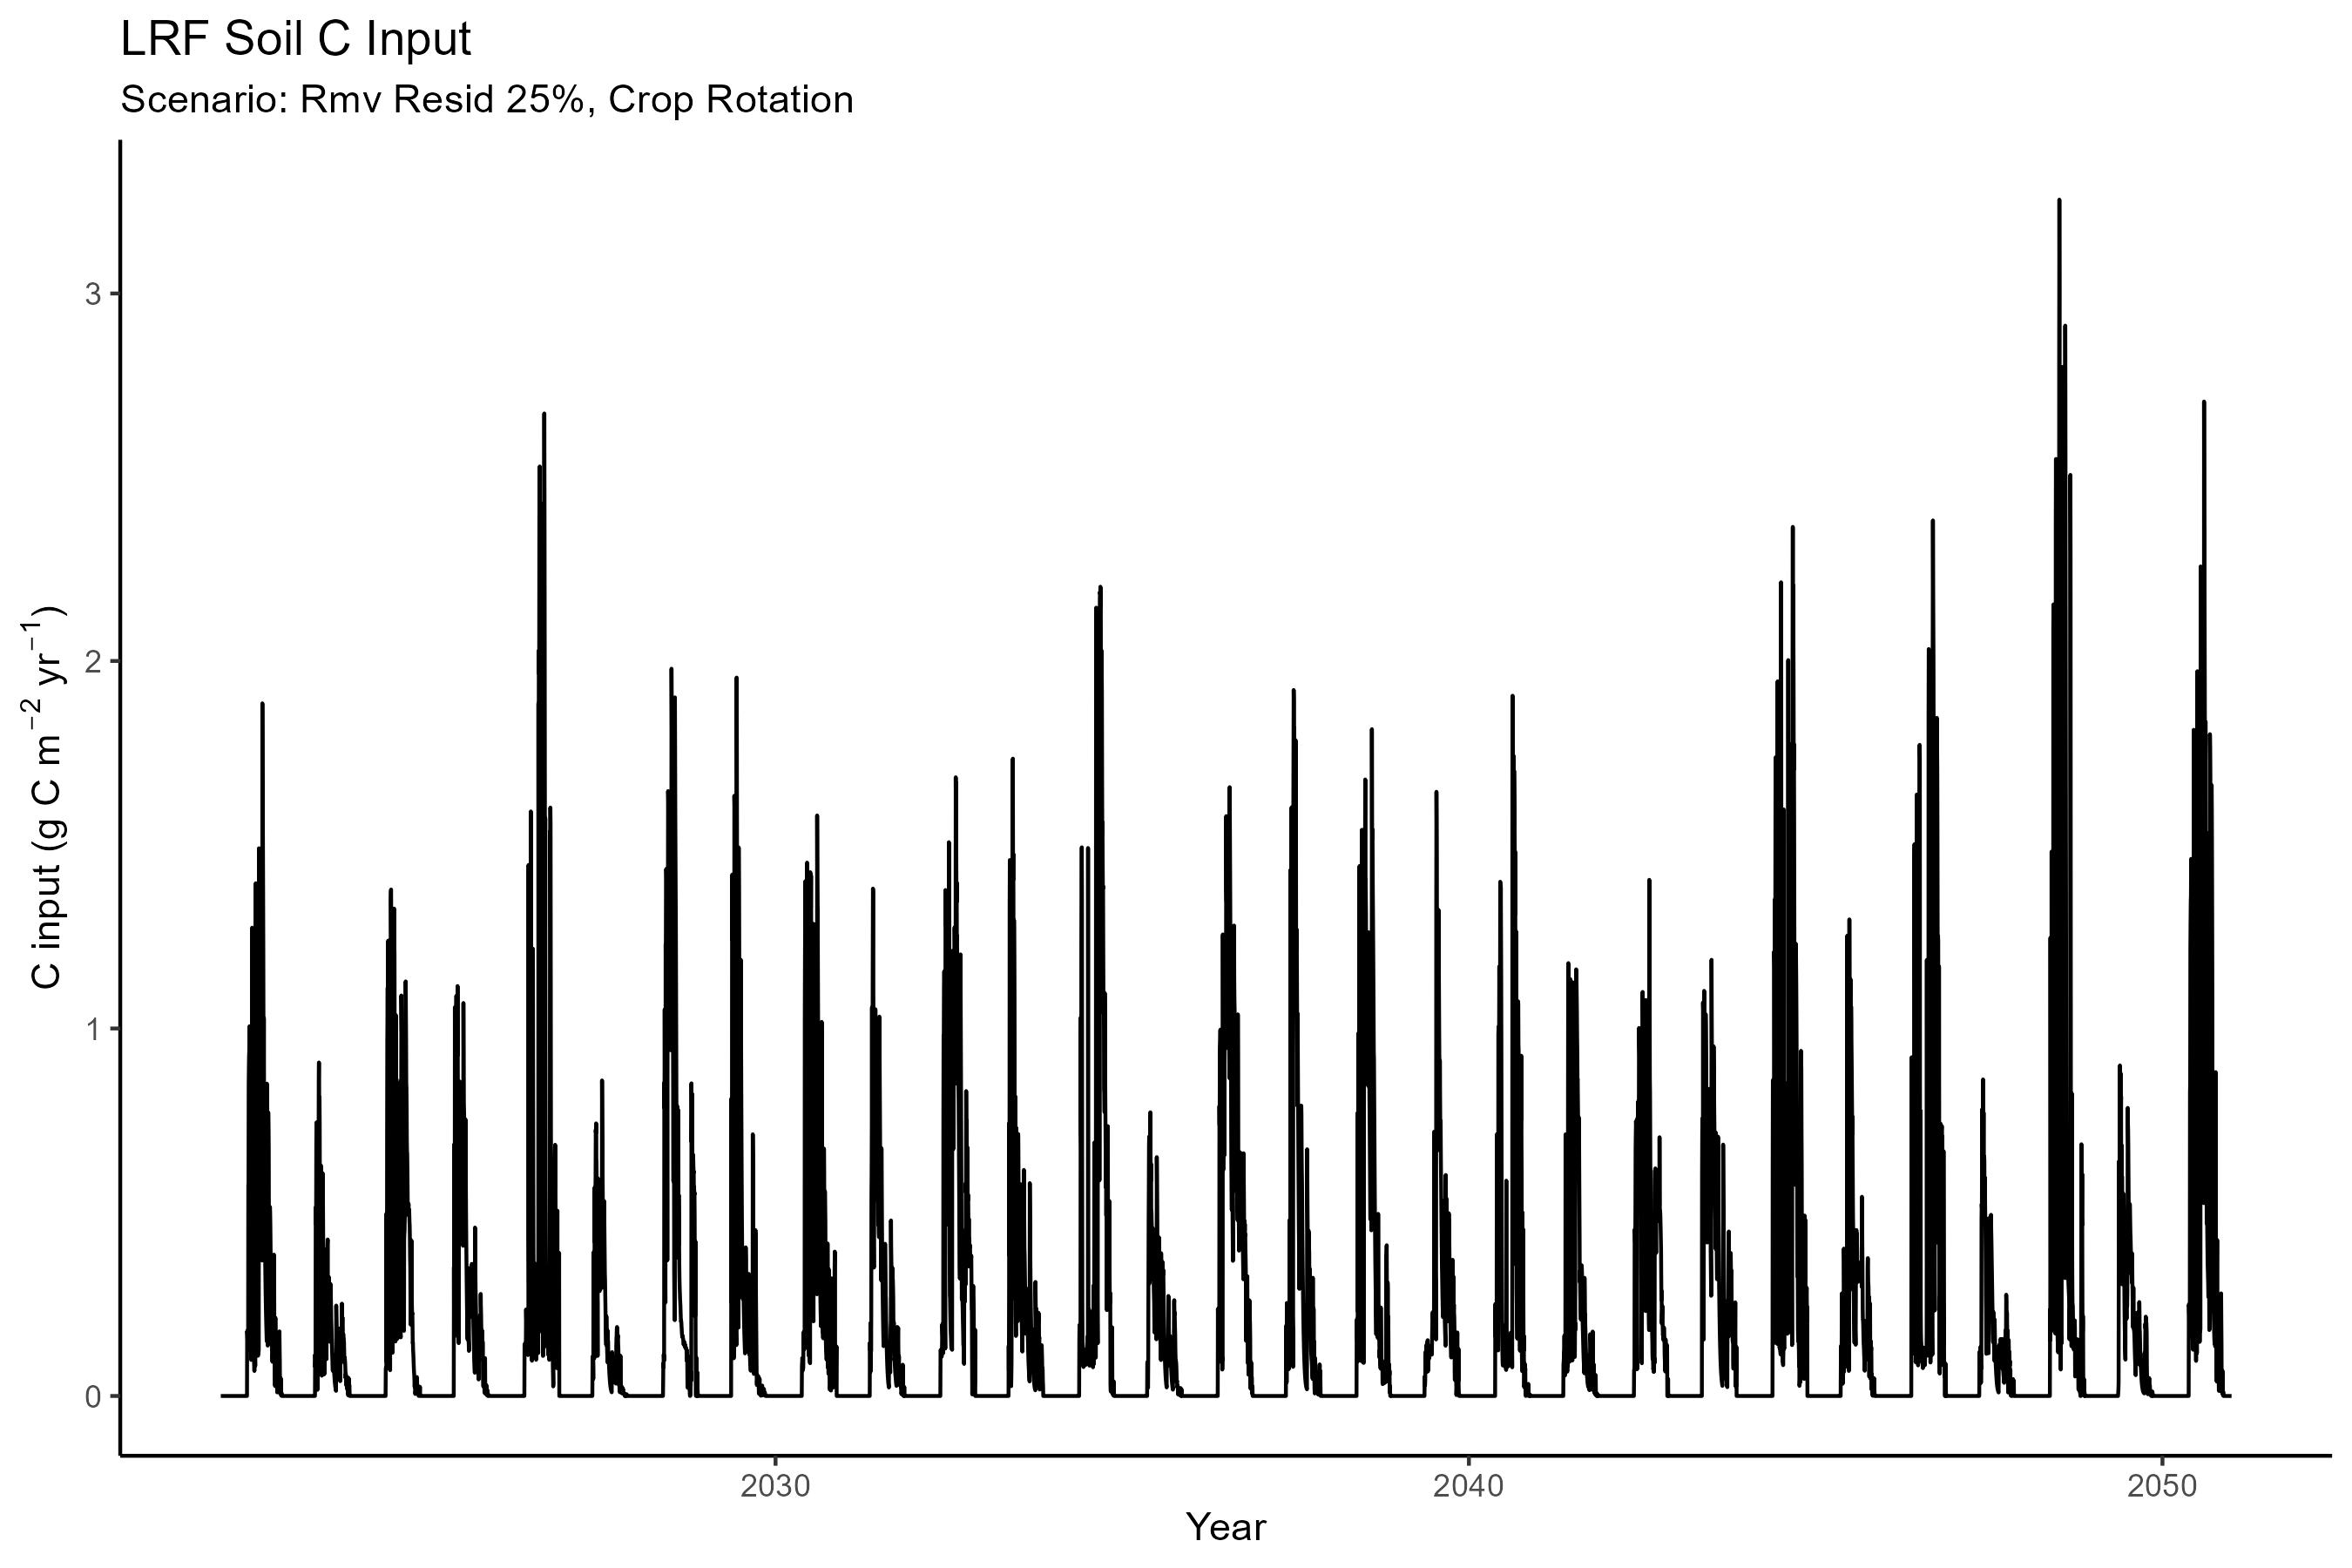 LRF Soil C Input
Scenario: Rmv Resid 25%, Crop Rotation
C input (g C m⁻² yr⁻¹)
3
2
1
0
2030
2040
2050
Year